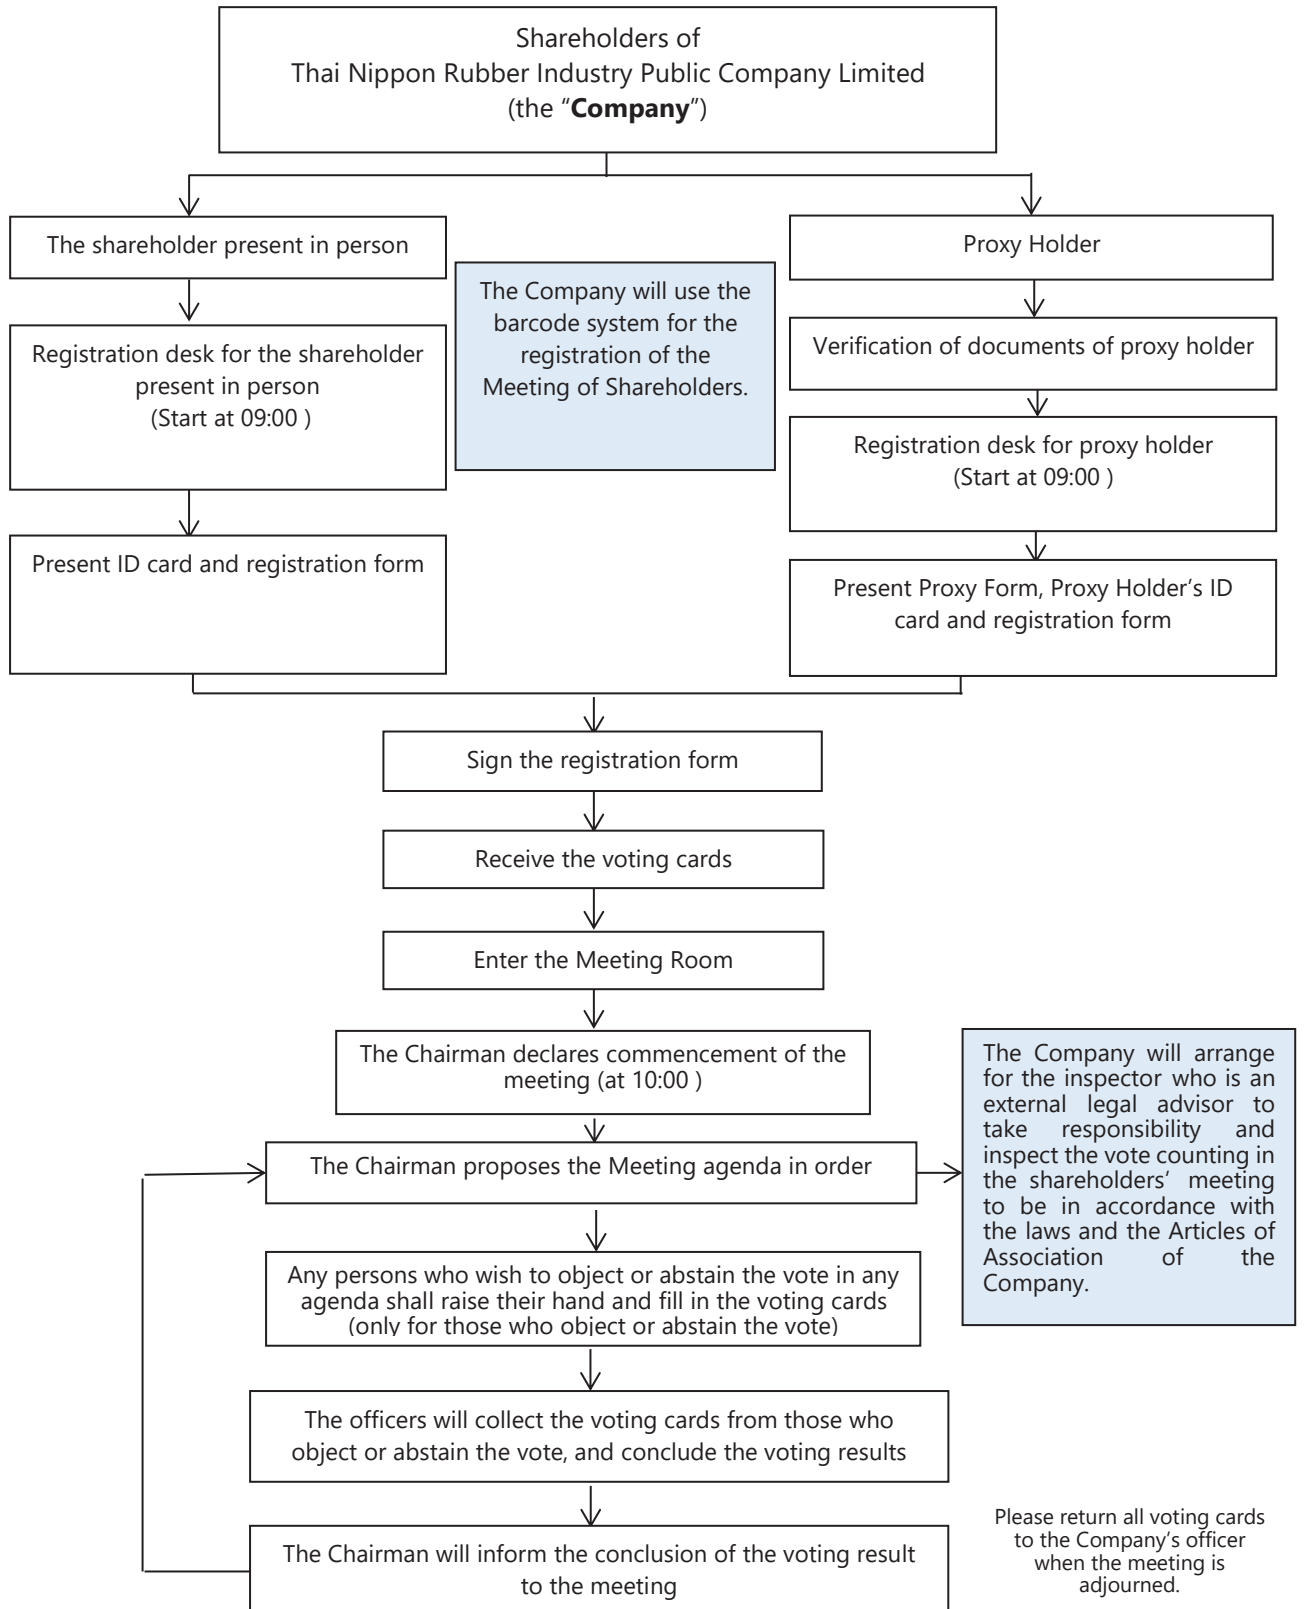 Shareholders of
Thai Nippon Rubber Industry Public Company Limited
(the “Company”)
The shareholder present in person
Proxy Holder
The Company will use the
barcode system for the
registration of the
Meeting of Shareholders.
Registration desk for the shareholder
present in person
(Start at 09:00 )
Verification of documents of proxy holder
Registration desk for proxy holder
(Start at 09:00 )
Present ID card and registration form
Present Proxy Form, Proxy Holder’s ID
card and registration form
Sign the registration form
Receive the voting cards
Enter the Meeting Room
The Chairman declares commencement of the
meeting (at 10:00 )
The Chairman proposes the Meeting agenda in order
The Company will arrange
for the inspector who is an
external legal advisor to
take responsibility and
inspect the vote counting in
the shareholders’ meeting
to be in accordance with
the laws and the Articles of
Association of the
Company.
Any persons who wish to object or abstain the vote in any
agenda shall raise their hand and fill in the voting cards
(only for those who object or abstain the vote)
The officers will collect the voting cards from those who
object or abstain the vote, and conclude the voting results
The Chairman will inform the conclusion of the voting result
to the meeting
Please return all voting cards
to the Company’s officer
when the meeting is
adjourned.